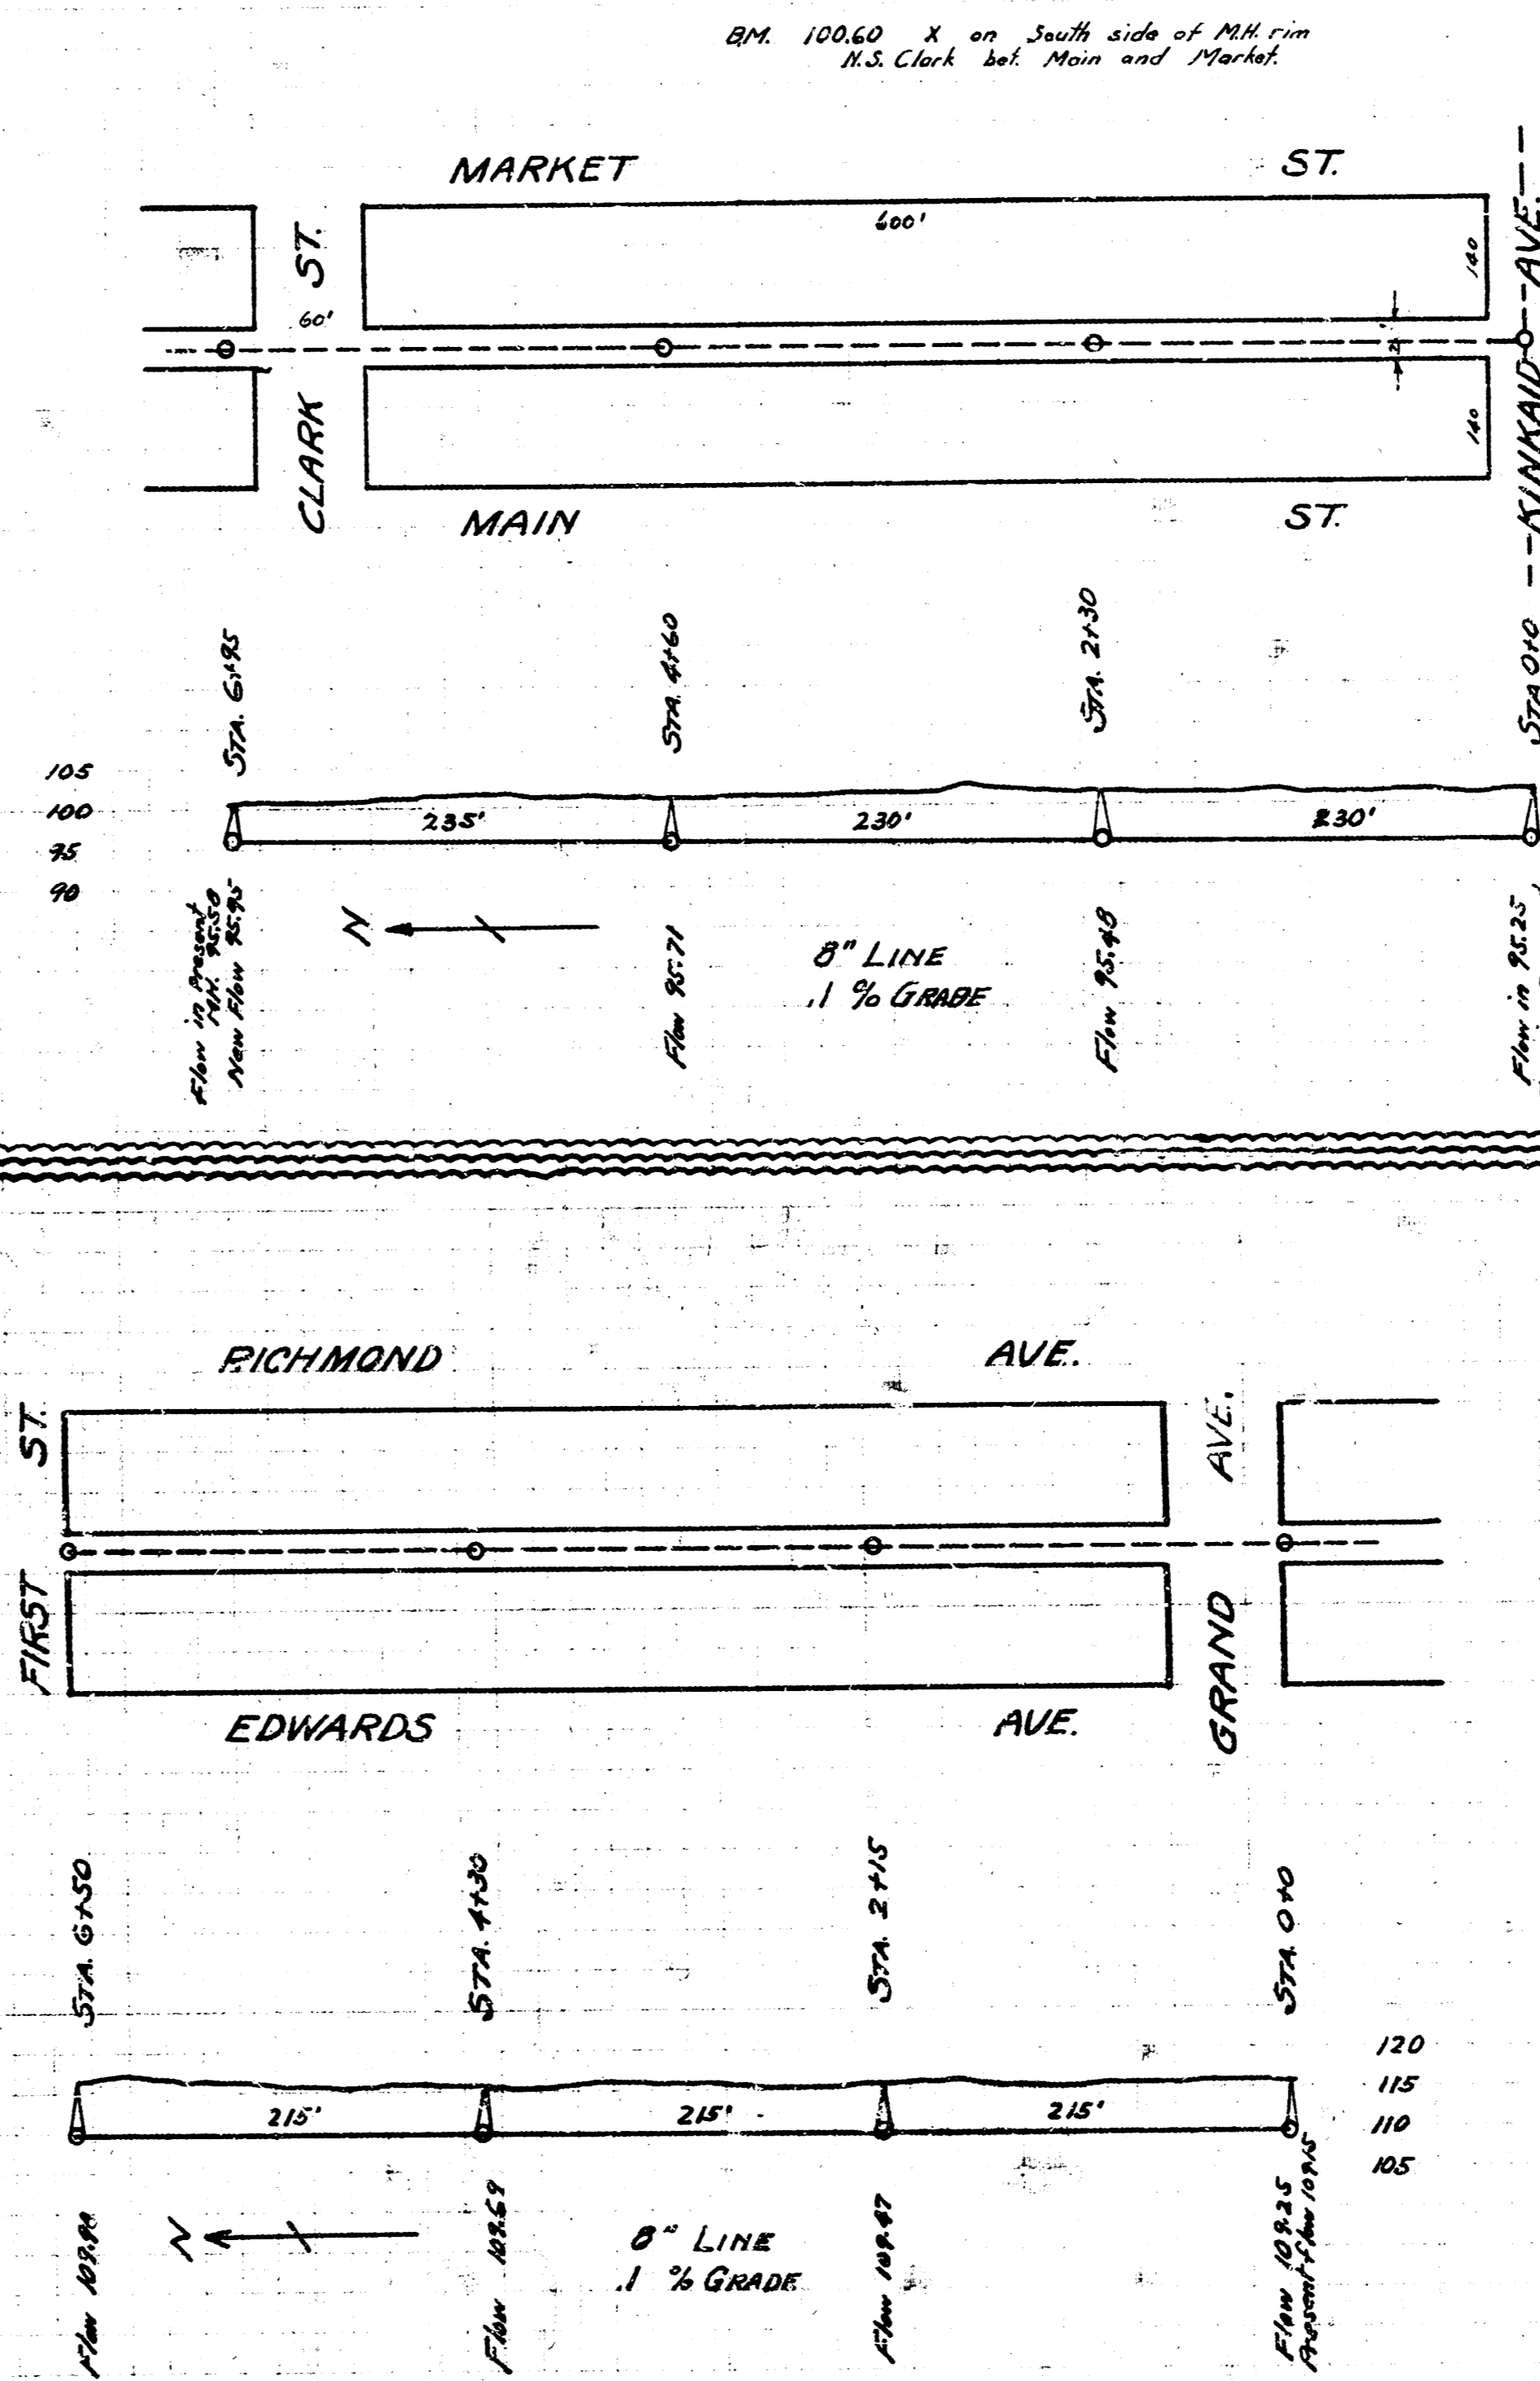 B.M. 100.60 X on South side of M.H. rim
N.S. Clark bet. Main and Market.
MARKET ST.
600'
140
CLARK ST.
60'
KINKAID AVE.
140
MAIN ST.
STA. 6+95
STA. 4+60
STA. 2+30
STA 0+0
105
100
95
90
235'
230'
230'
Flow in Present
M.H. 95.50
New Flow 95.95
N
Flow 95.71
8" LINE
.1 % GRADE
Flow 95.48
Flow in 95.25
RICHMOND AVE.
FIRST ST.
GRAND AVE.
EDWARDS AVE.
STA. 6+50
STA. 4+30
STA. 2+15
STA. 0+0
120
115
110
105
215'
215'
215'
Flow
N
Flow 109.69
8" LINE
.1 % GRADE
Flow 109.47
Flow 109.25
Present Flow 109.15